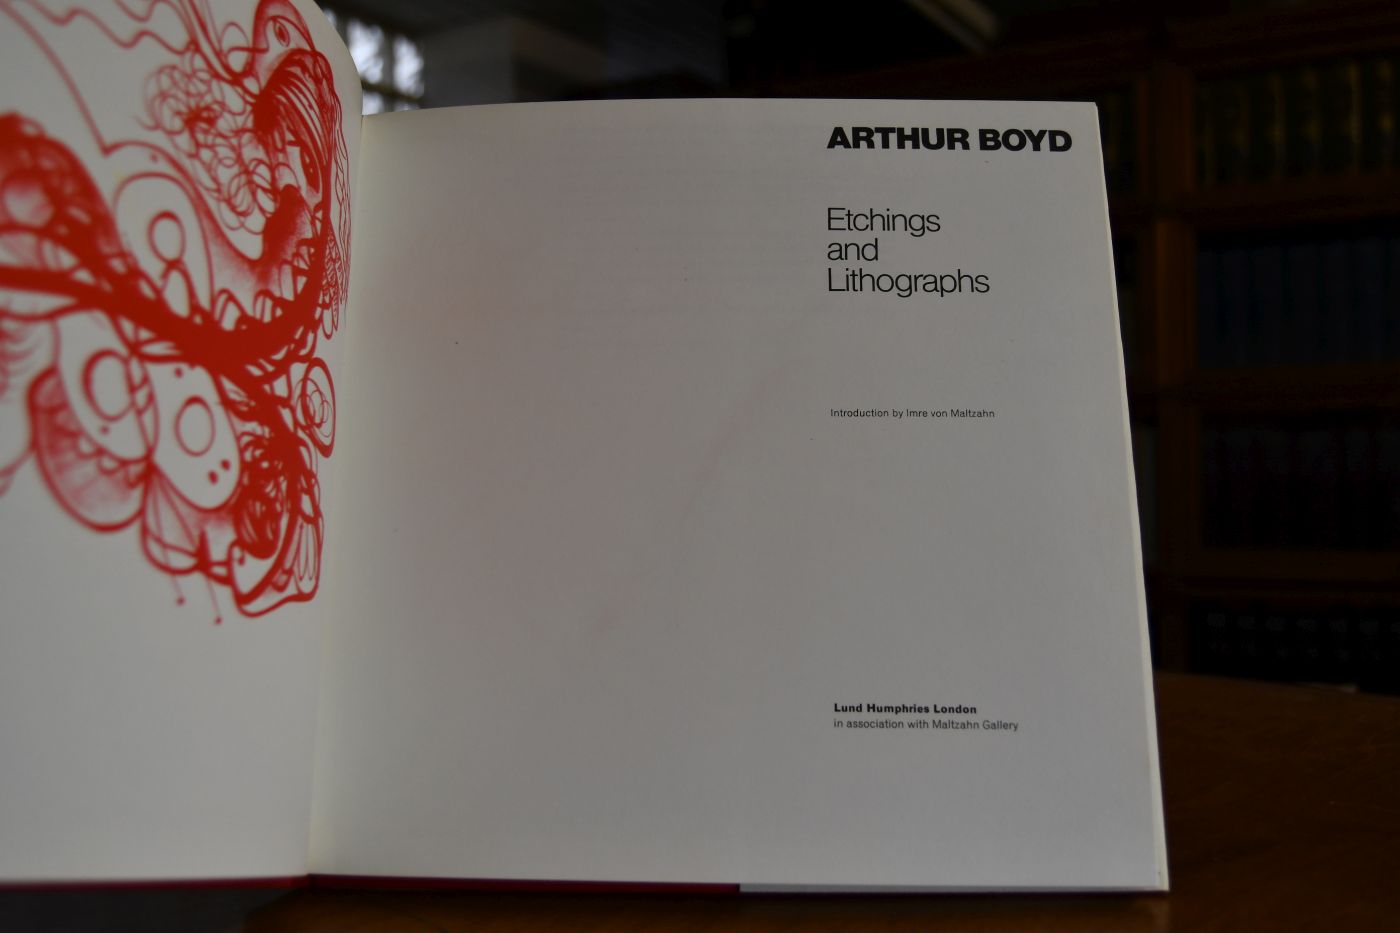 ARTHUR BOYD
Etchings
and
Lithographs
Introduction by Imre von Maltzahn
Lund Humphries London
in association with Maltzahn Gallery